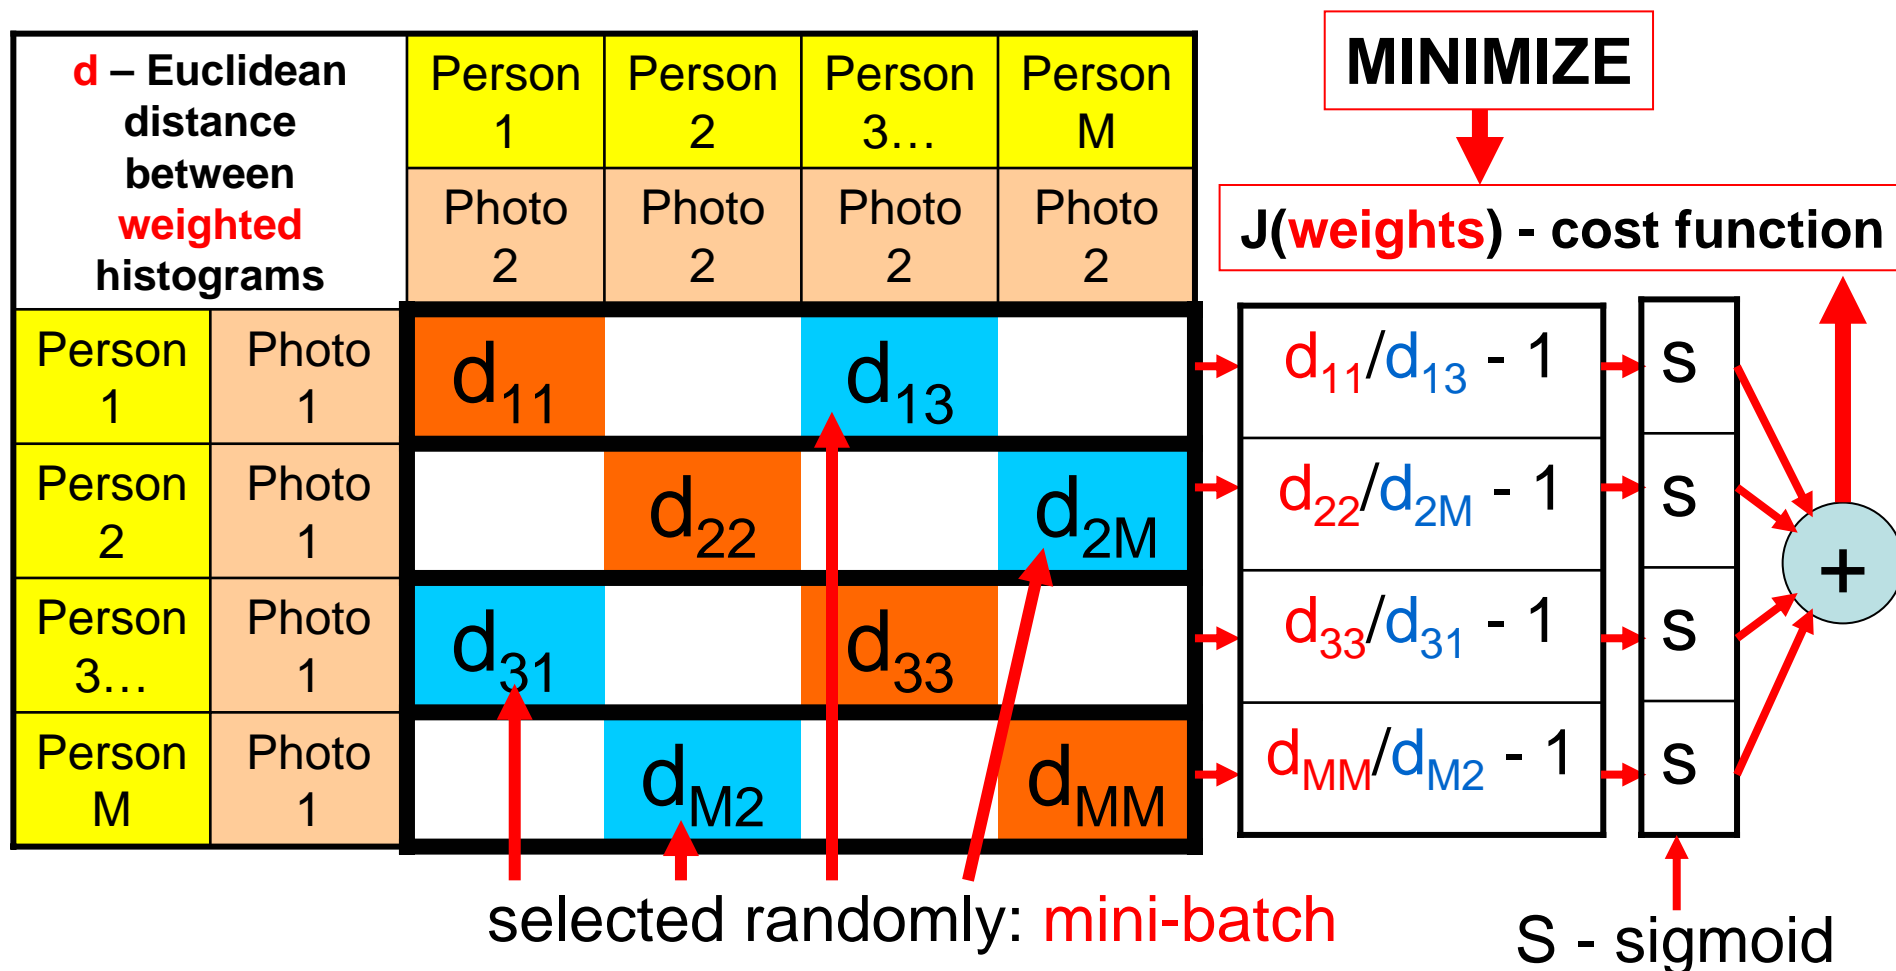 d – Euclidean
distance
between
weighted
histograms
Person
1
Person
2
Person
3…
Person
M
Photo
2
Photo
2
Photo
2
Photo
2
MINIMIZE
J(weights) - cost function
Person
1
Photo
1
d11
d13
d11/d13 - 1
S
Person
2
Photo
1
d22
d2M
d22/d2M - 1
S
+
Person
3…
Photo
1
d31
d33
d33/d31 - 1
S
Person
M
Photo
1
dM2
dMM
dMM/dM2 - 1
S
selected randomly: mini-batch
S - sigmoid